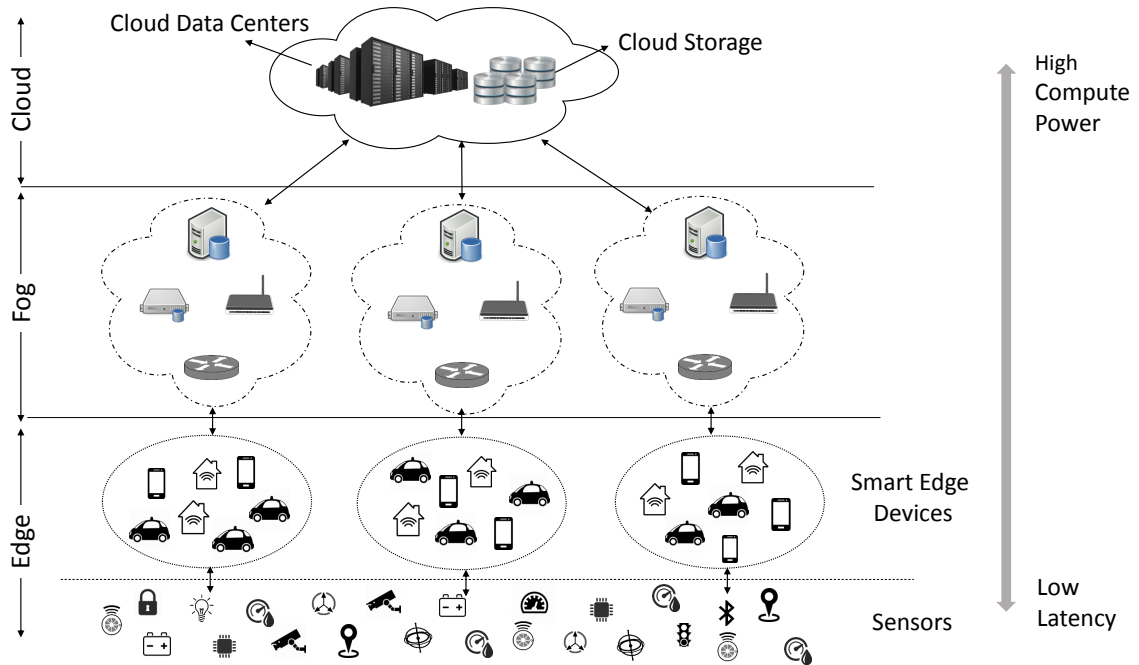 Cloud Data Centers
Cloud Storage
Cloud
High
Compute
Power
Fog
Edge
Smart Edge
Devices
Sensors
Low
Latency